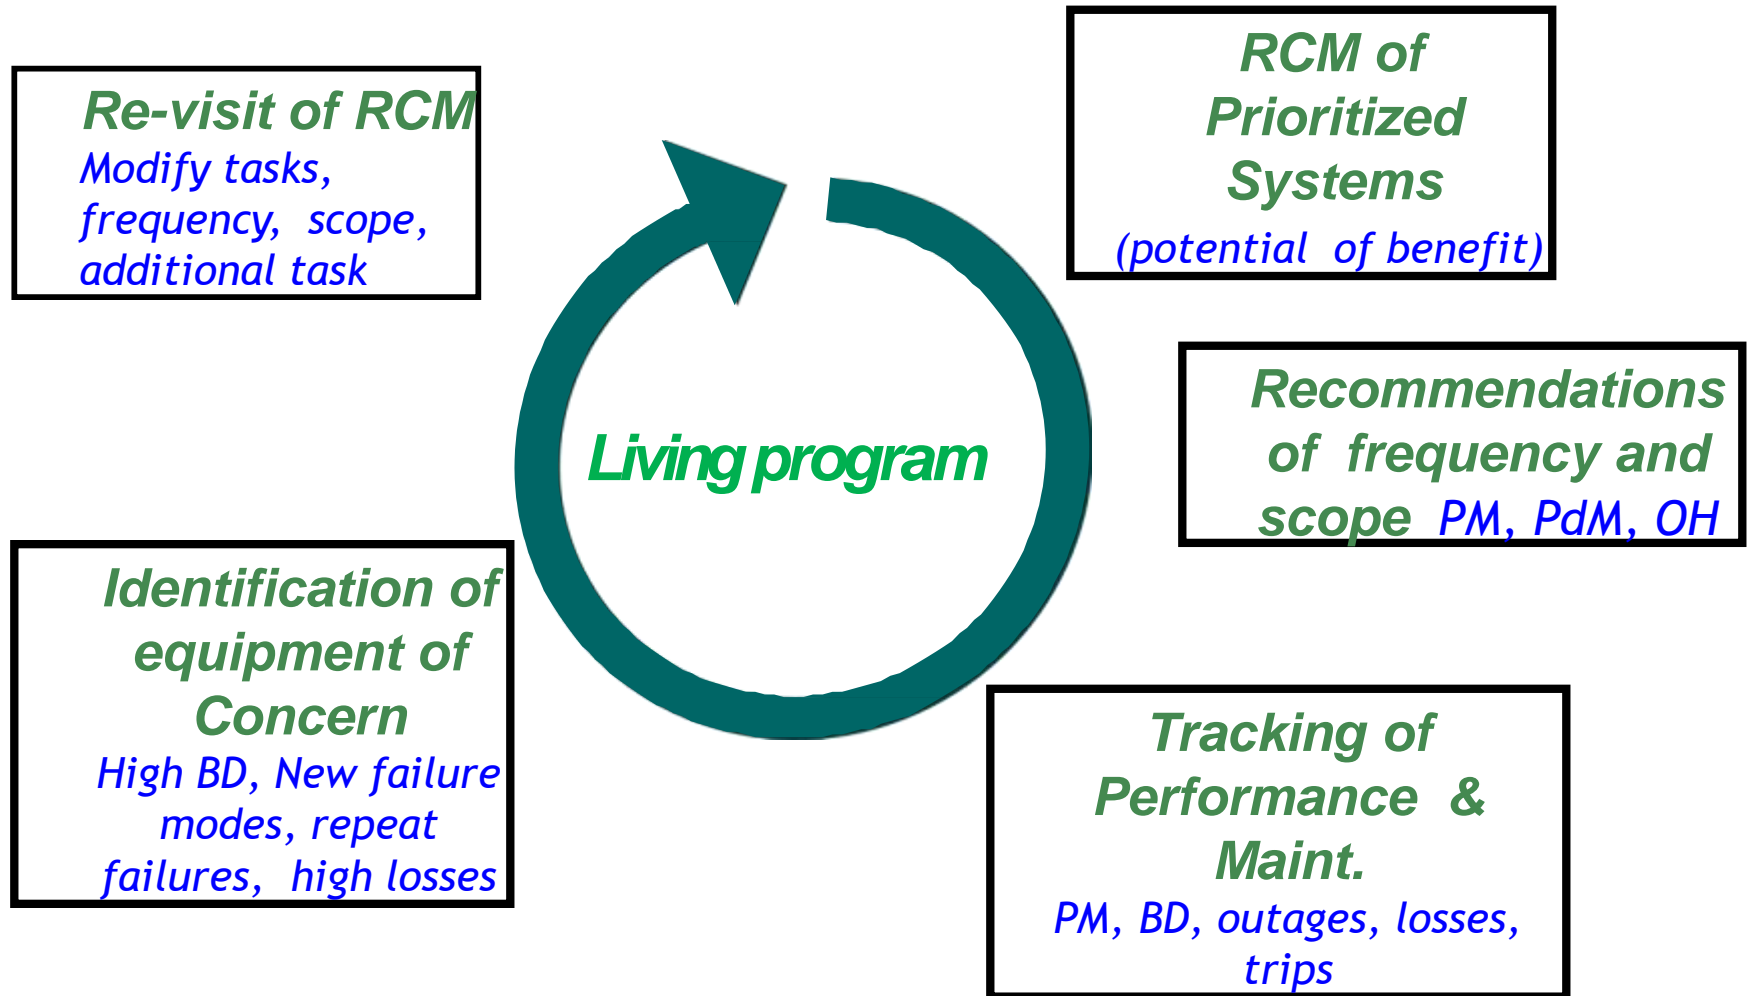 Re-visit of RCM
Modify tasks,
frequency, scope,
additional task
RCM of
Prioritized
Systems
(potential of benefit)
Living program
Recommendations
of frequency and
scope PM, PdM, OH
Identification of
equipment of
Concern
High BD, New failure
modes, repeat
failures, high losses
Tracking of
Performance &
Maint.
PM, BD, outages, losses,
trips